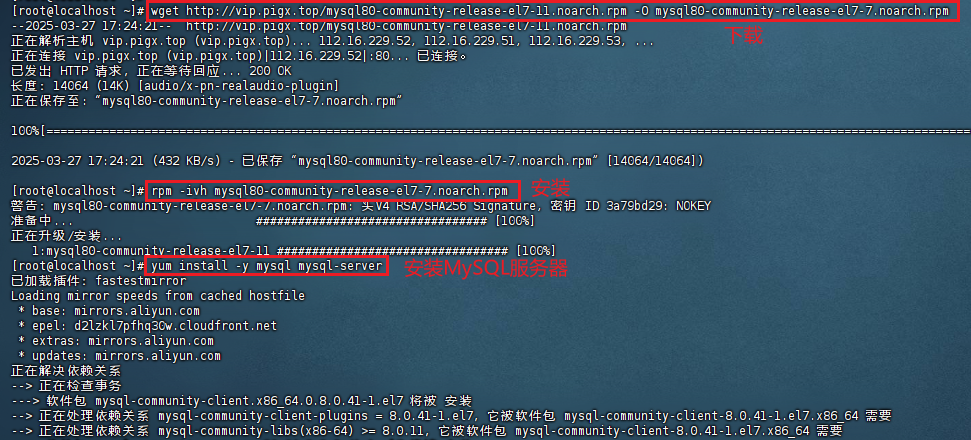 [root@localhost ~]# wget http://vip.pigx.top/mysql80-community-release-el7-11.noarch.rpm -O mysql80-community-release-el7-7.noarch.rpm
--2025-03-27 17:24:21-- http://vip.pigx.top/mysql80-community-release-el7-11.noarch.rpm
下载
正在解析主机 vip.pigx.top (vip.pigx.top)... 112.16.229.52, 112.16.229.51, 112.16.229.53, ...
正在连接 vip.pigx.top (vip.pigx.top)|112.16.229.52|:80... 已连接。
已发出 HTTP 请求，正在等待回应... 200 OK
长度：14064 (14K) [audio/x-pn-realaudio-plugin]
正在保存至: “mysql80-community-release-el7-7.noarch.rpm”
100%[==========================================================================================================================
2025-03-27 17:24:21 (432 KB/s) - 已保存 “mysql80-community-release-el7-7.noarch.rpm” [14064/14064])
[root@localhost ~]# rpm -ivh mysql80-community-release-el7-7.noarch.rpm 安装
警告：mysql80-community-release-el7-7.noarch.rpm: 头V4 RSA/SHA256 Signature, 密钥 ID 3a79bd29: NOKEY
准备中... ################################# [100%]
正在升级/安装...
1:mysql80-community-release-el7-11 ################################# [100%]
[root@localhost ~]# yum install -y mysql mysql-server 安装MySQL服务器
已加载插件：fastestmirror
Loading mirror speeds from cached hostfile
* base: mirrors.aliyun.com
* epel: d2lzkl7pfhq30w.cloudfront.net
* extras: mirrors.aliyun.com
* updates: mirrors.aliyun.com
正在解决依赖关系
--> 正在检查事务
---> 软件包 mysql-community-client.x86_64.0.8.0.41-1.el7 将被 安装
--> 正在处理依赖关系 mysql-community-client-plugins = 8.0.41-1.el7，它被软件包 mysql-community-client-8.0.41-1.el7.x86_64 需要
--> 正在处理依赖关系 mysql-community-libs(x86-64) >= 8.0.11，它被软件包 mysql-community-client-8.0.41-1.el7.x86_64 需要